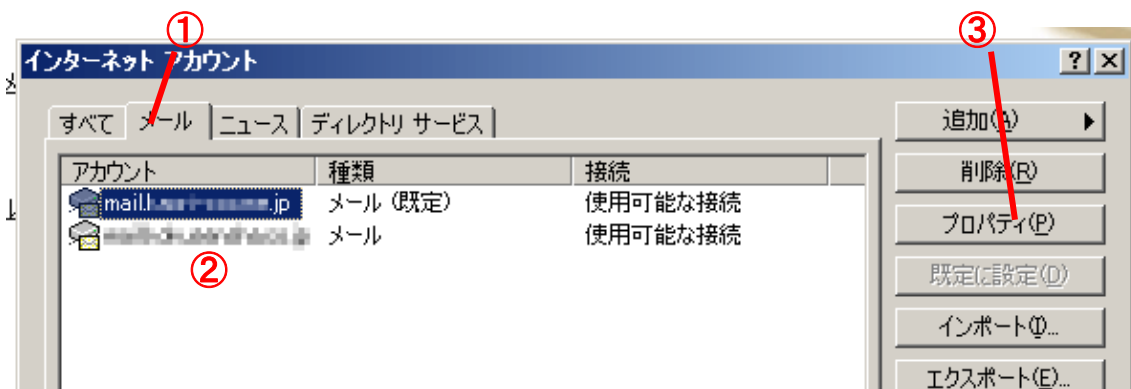 ① ③
インターネット アカウント
すべて メール ニュース ディレクトリ サービス
追加(A)
アカウント 種類 接続
削除(R)
mail. .jp メール (既定) 使用可能な接続
メール 使用可能な接続
プロパティ(P)
②
既定に設定(D)
インポート(I)...
エクスポート(E)...